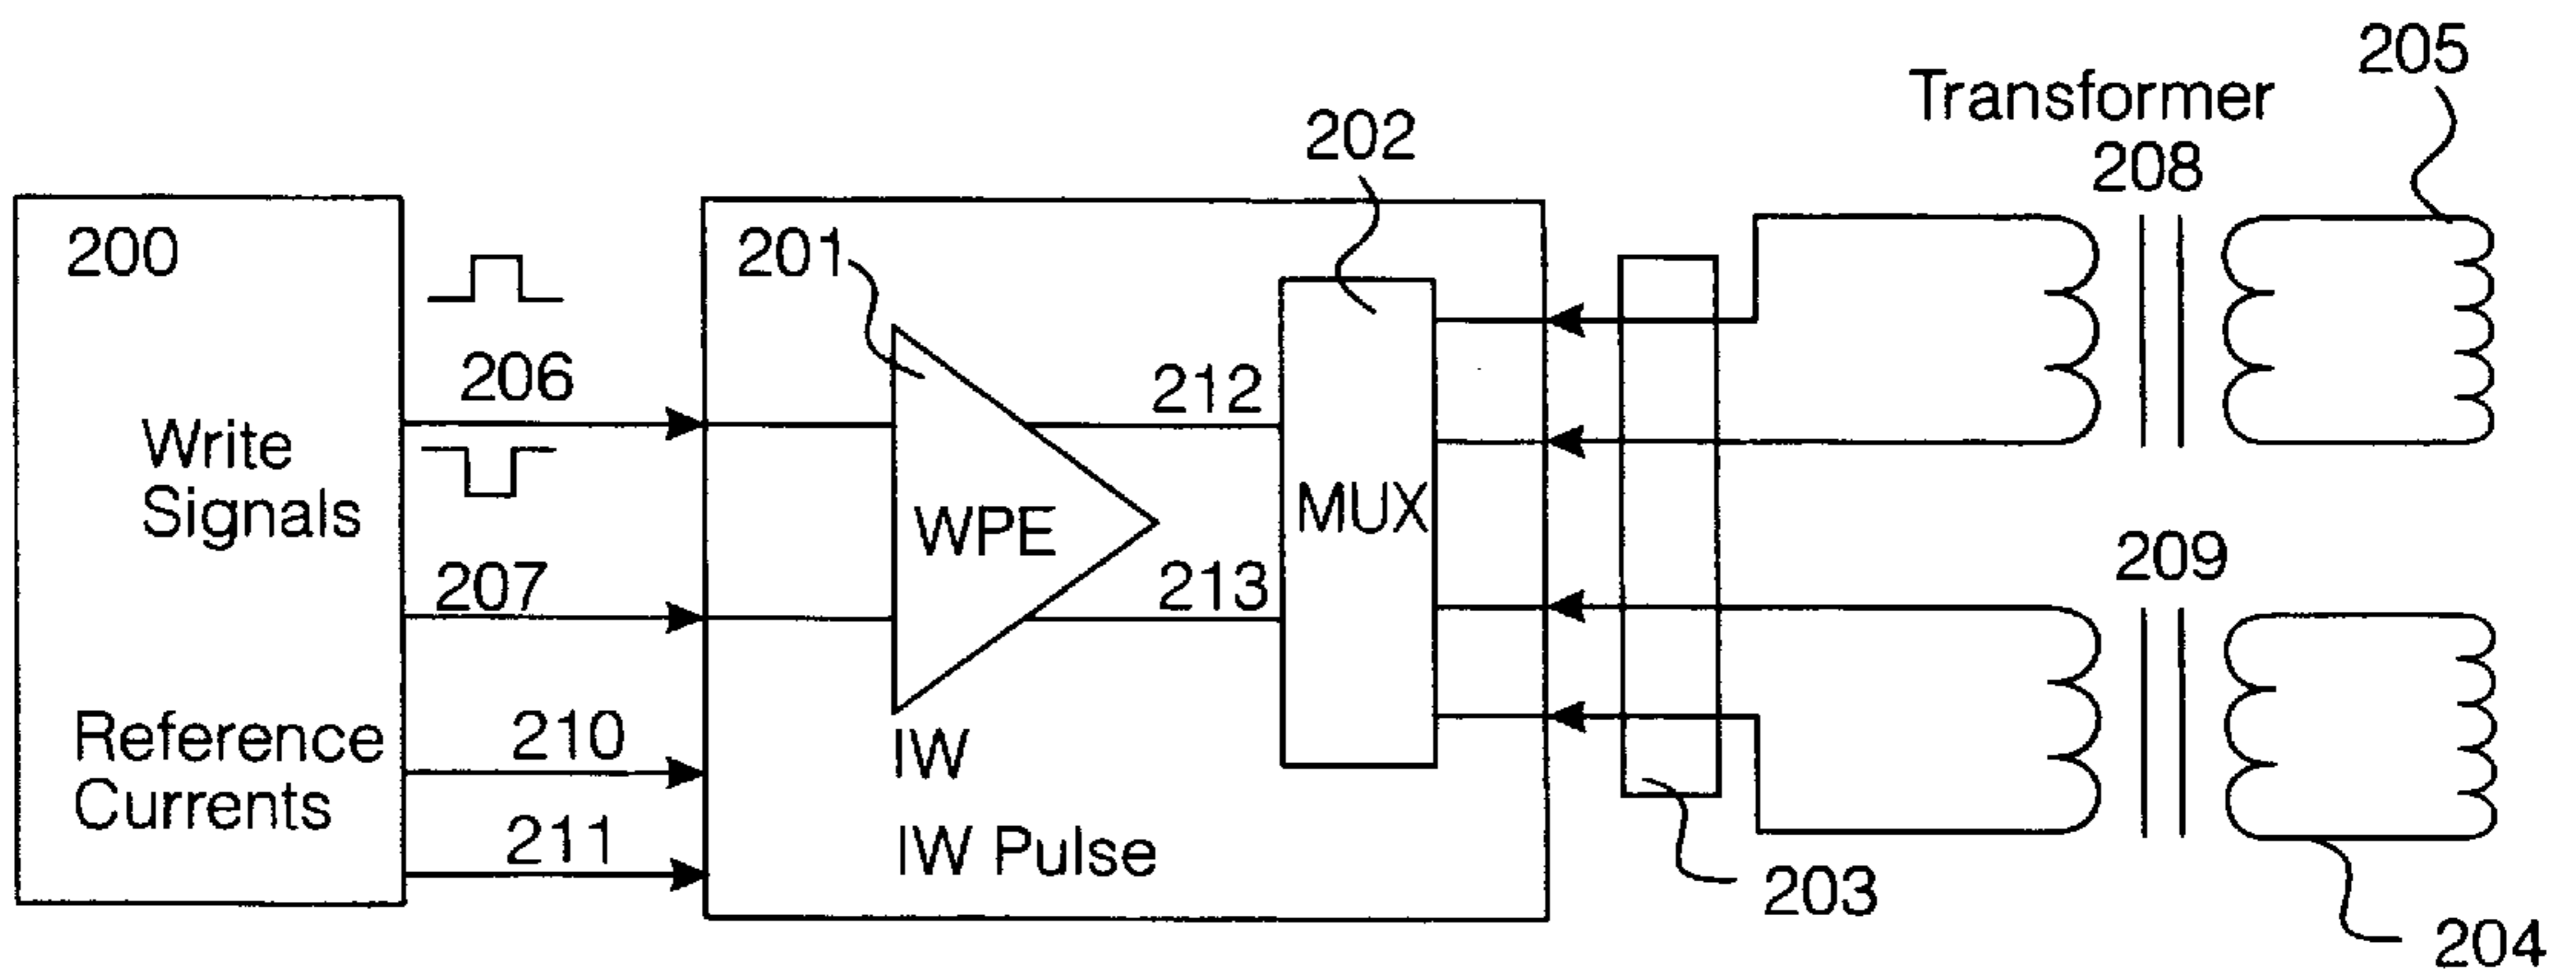 205
Transformer
208
202
200
201
206
212
Write
Signals
WPE
MUX
207
213
209
Reference
Currents
210
IW
211
IW Pulse
203
204